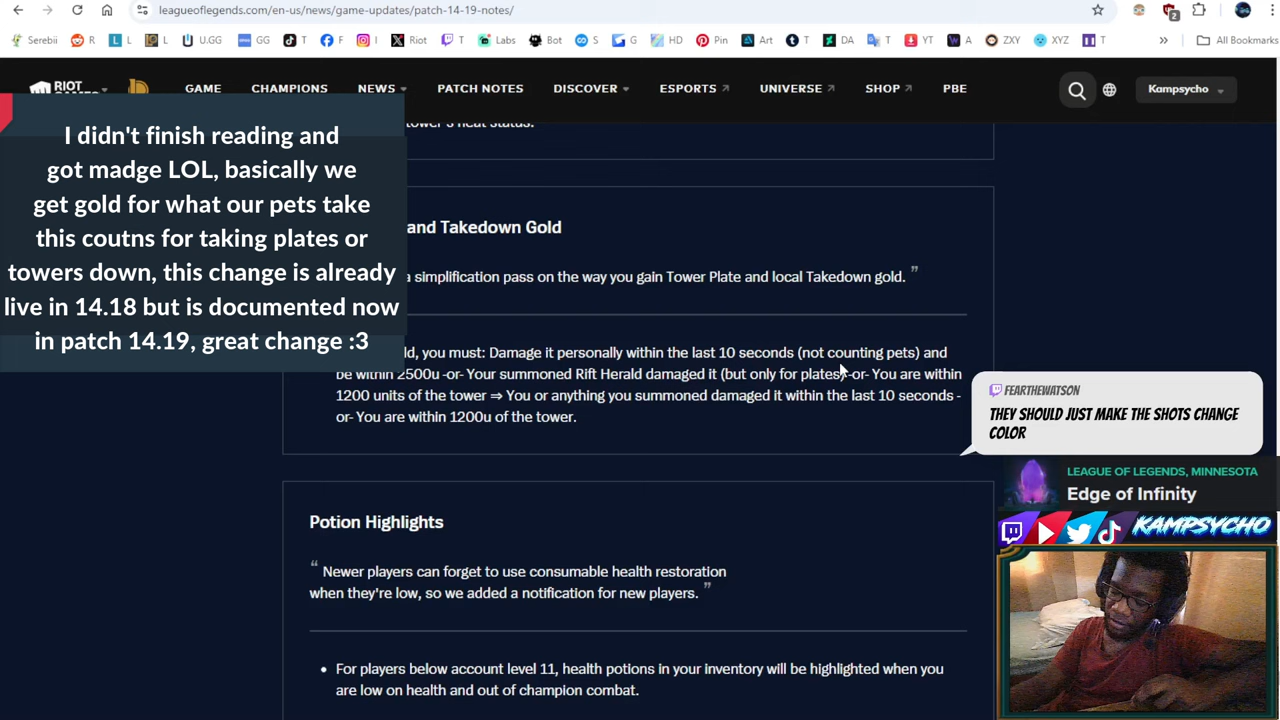 leagueoflegends.com/en-us/news/game-updates/patch-14-19-notes/
2
Serebii R L L U.GG GG T F I Riot T Labs Bot S G HD Pin Art T DA T YT A ZXY XYZ T » All Bookmarks
RIOT GAME CHAMPIONS NEWS PATCH NOTES DISCOVER ESPORTS UNIVERSE SHOP PBE Kampsycho
tower's heat status.
I didn't finish reading and
got madge LOL, basically we
get gold for what our pets take
this coutns for taking plates or
towers down, this change is already
live in 14.18 but is documented now
in patch 14.19, great change :3
and Takedown Gold
a simplification pass on the way you gain Tower Plate and local Takedown gold. ”
ld, you must: Damage it personally within the last 10 seconds (not counting pets) and
be within 2500u -or- Your summoned Rift Herald damaged it (but only for plates) -or- You are within
1200 units of the tower ⇒ You or anything you summoned damaged it within the last 10 seconds -
or- You are within 1200u of the tower.
FEARTHEWATSON
THEY SHOULD JUST MAKE THE SHOTS CHANGE
COLOR
LEAGUE OF LEGENDS, MINNESOTA
Edge of Infinity
KAMPSYCHO
Potion Highlights
“ Newer players can forget to use consumable health restoration
when they're low, so we added a notification for new players. ”
• For players below account level 11, health potions in your inventory will be highlighted when you
are low on health and out of champion combat.